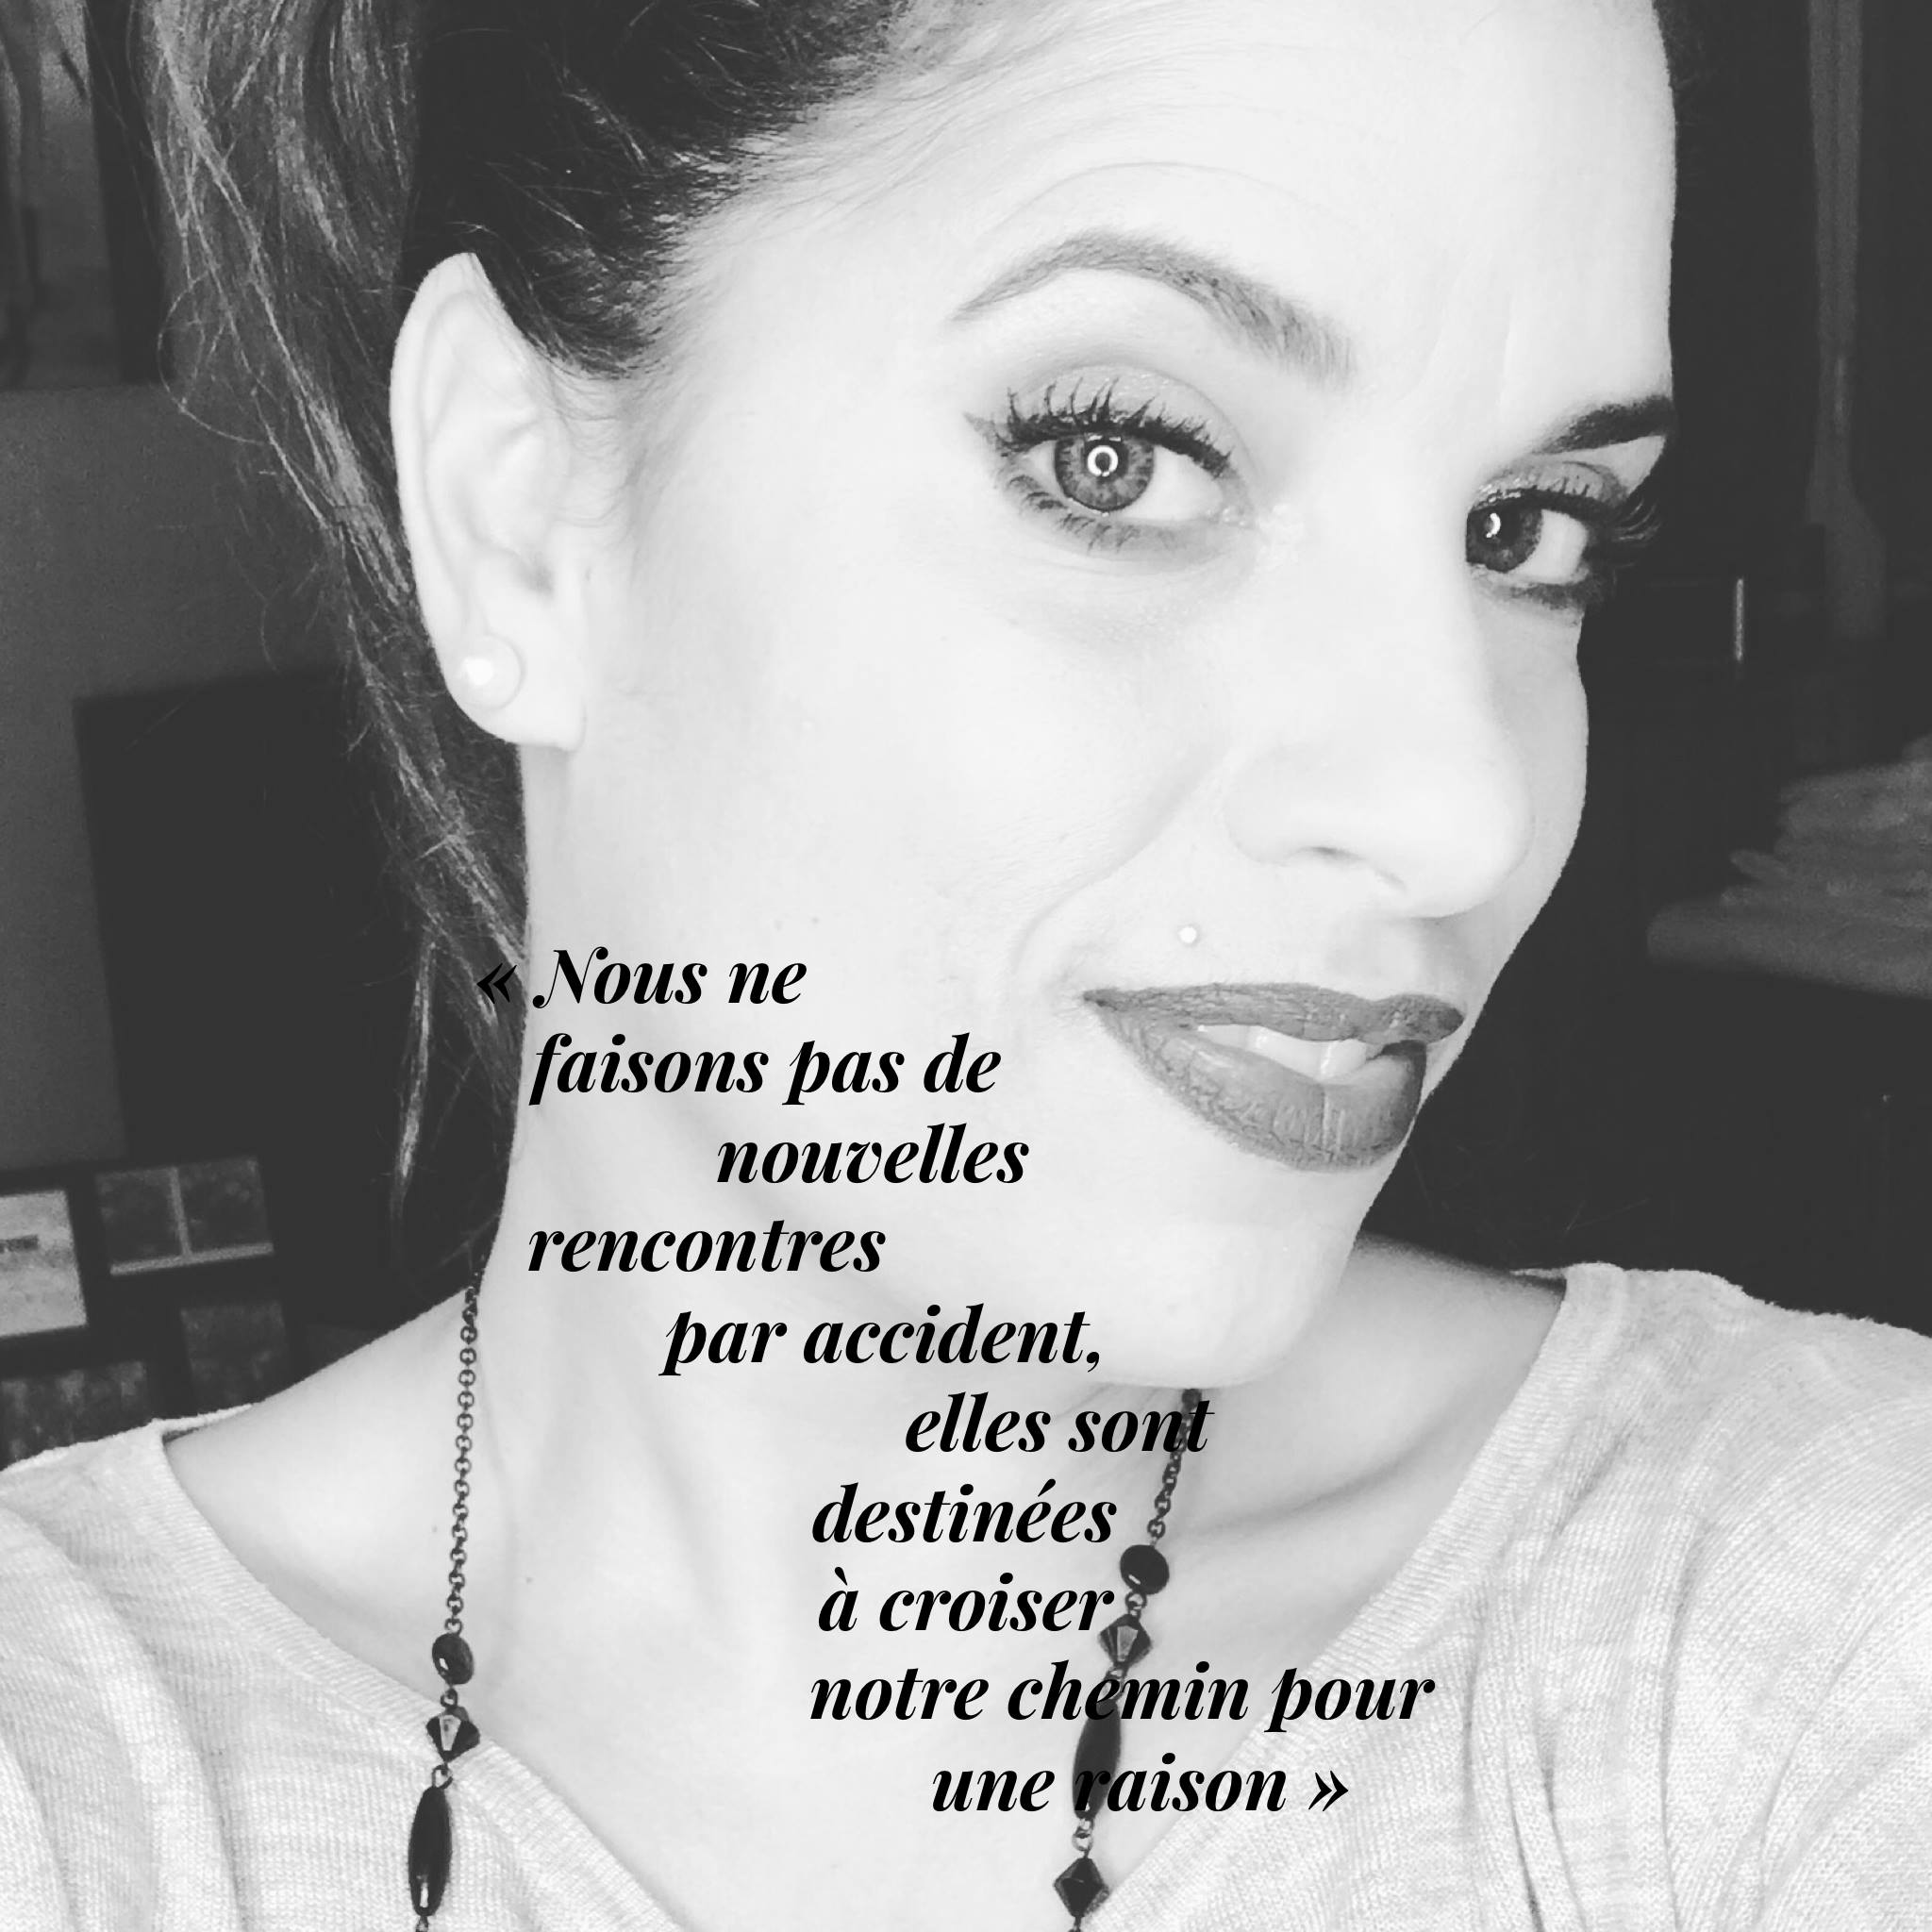 « Nous ne
faisons pas de
nouvelles
rencontres
par accident,
elles sont
destinées
à croiser
notre chemin pour
une raison »